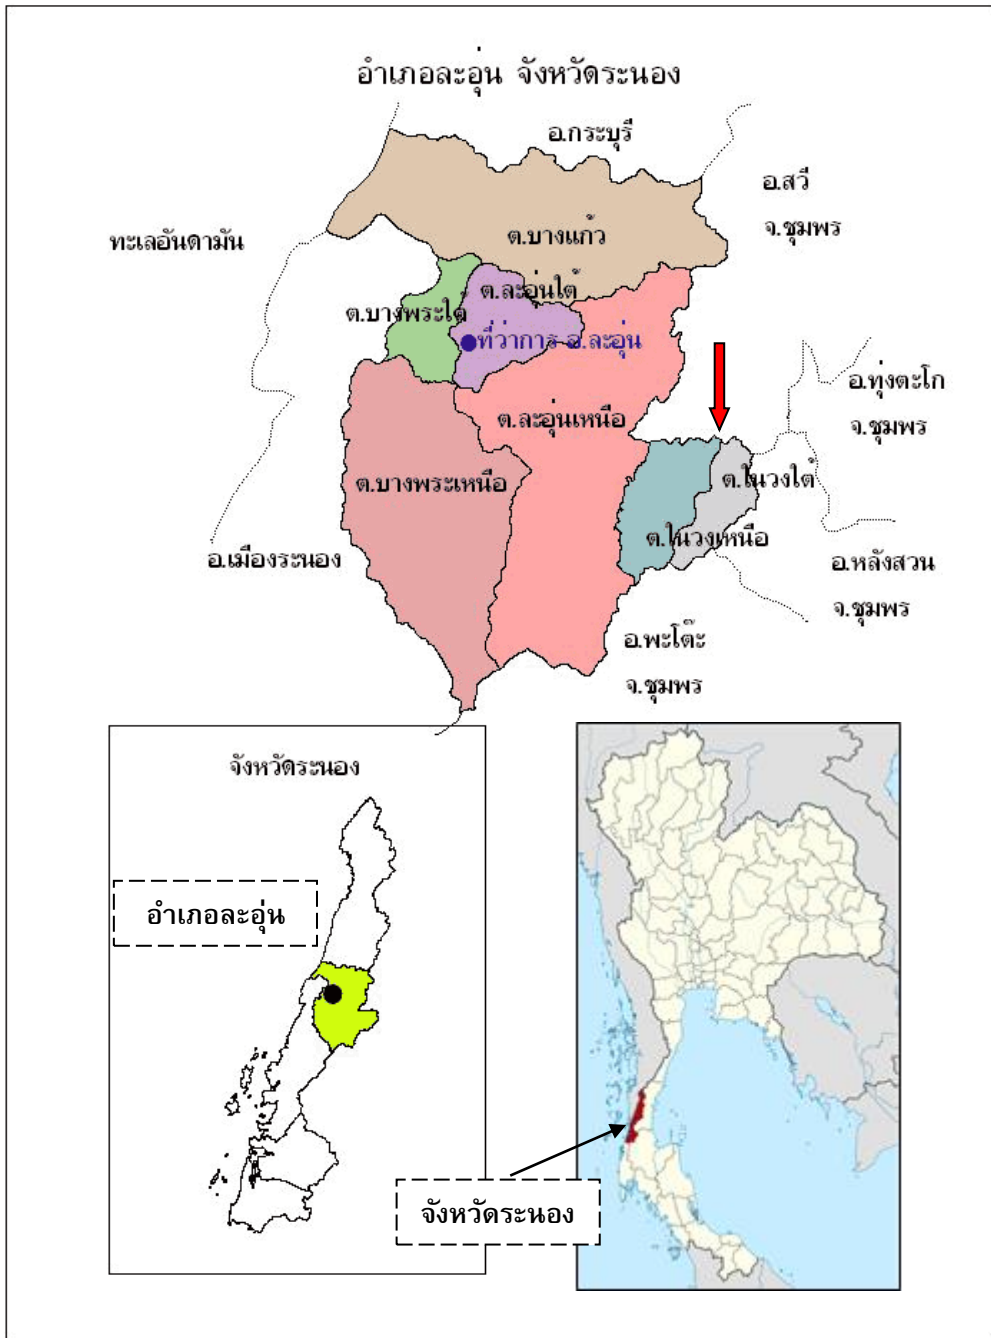 อำเภอละอุ่น จังหวัดระนอง
อ.กระบุรี
อ.สวี
จ.ชุมพร
ทะเลอันดามัน
ต.บางแก้ว
ต.ละอุ่นใต้
ต.บางพระใต้
ที่ว่าการ อ.ละอุ่น
อ.ทุ่งตะโก
จ.ชุมพร
ต.ละอุ่นเหนือ
ต.บางพระเหนือ
ต.ในวงใต้
ต.ในวงเหนือ
อ.เมืองระนอง
อ.หลังสวน
จ.ชุมพร
อ.พะโต๊ะ
จ.ชุมพร
จังหวัดระนอง
อำเภอละอุ่น
จังหวัดระนอง